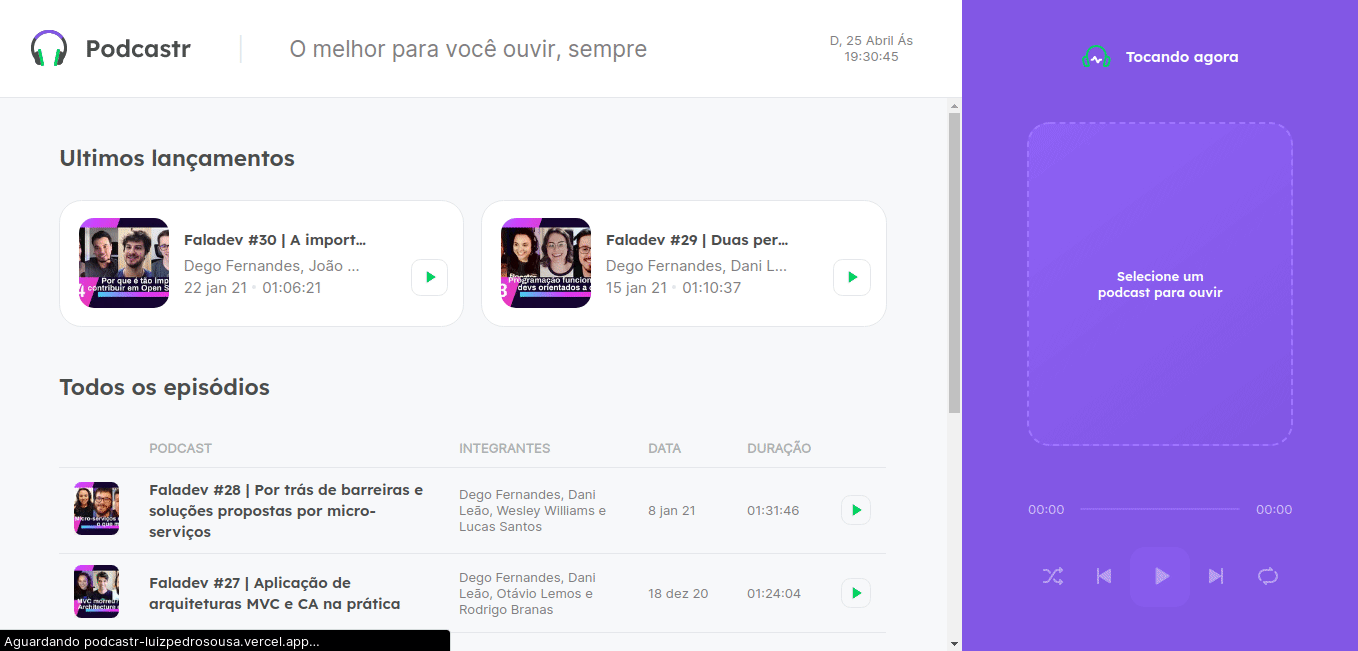 Podcastr
O melhor para você ouvir, sempre
D, 25 Abril Ás
19:30:45
Tocando agora
Ultimos lançamentos
Por que é tão imp
contribuir em Open S
Faladev #30 | A import...
Dego Fernandes, João ...
22 jan 21
01:06:21
Programação funcion
devs orientados a
Faladev #29 | Duas per...
Dego Fernandes, Dani L...
15 jan 21
01:10:37
Selecione um
podcast para ouvir
Todos os episódios
PODCAST
INTEGRANTES
DATA
DURAÇÃO
Faladev #28 | Por trás de barreiras e
soluções propostas por micro-
serviços
Dego Fernandes, Dani
Leão, Wesley Williams e
Lucas Santos
8 jan 21
01:31:46
Faladev #27 | Aplicação de
arquiteturas MVC e CA na prática
Dego Fernandes, Dani
Leão, Otávio Lemos e
Rodrigo Branas
18 dez 20
01:24:04
00:00
00:00
Aguardando podcastr-luizpedrosousa.vercel.app...